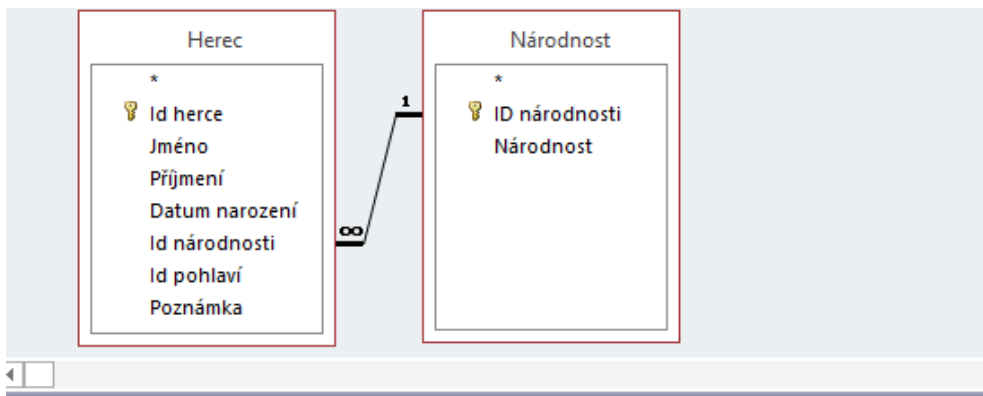 Herec
*
Id herce
Jméno
Příjmení
Datum narození
Id národnosti
Id pohlaví
Poznámka
∞
1
Národnost
*
ID národnosti
Národnost